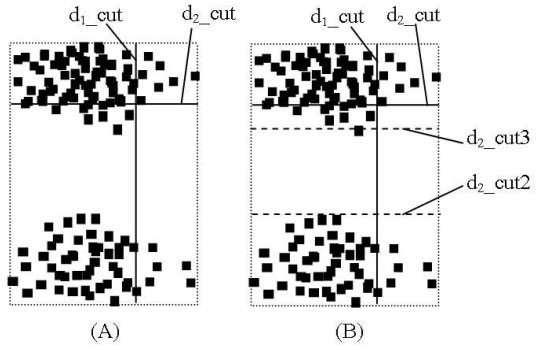 d₁_cut d₂_cut
d₁_cut d₂_cut
d₂_cut3
d₂_cut2
(A)
(B)